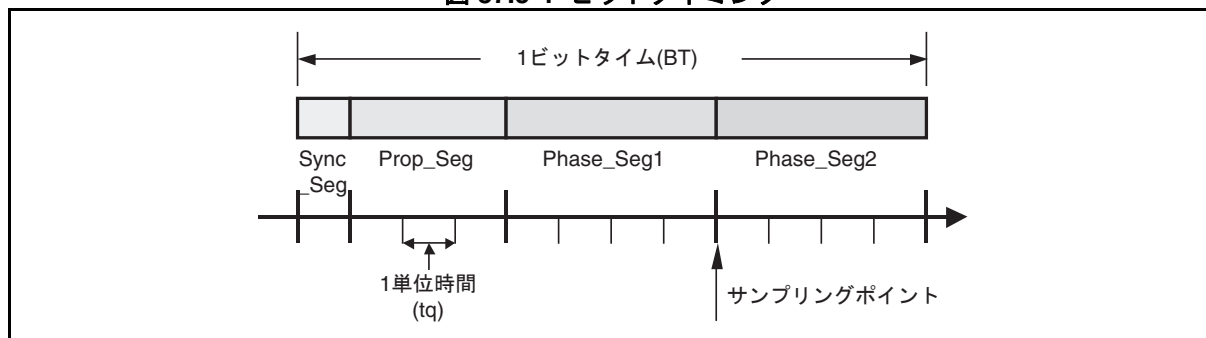 1ビットタイム(BT)
Sync
_Seg
Prop_Seg
Phase_Seg1
Phase_Seg2
1単位時間
(tq)
サンプリングポイント